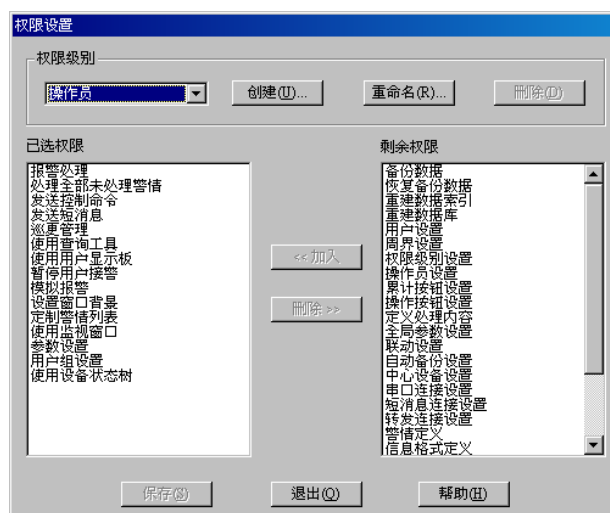 权限设置
权限级别
操作员
创建(U)...
重命名(R)...
删除(D)
已选权限
报警处理
处理全部未处理警情
发送控制命令
发送短消息
巡更管理
使用查询工具
使用用户显示板
暂停用户接警
模拟报警
设置窗口背景
定制警情列表
使用监视窗口
参数设置
用户组设置
使用设备状态树
<< 加入
删除 >>
剩余权限
备份数据
恢复备份数据
重建数据索引
重建数据库
用户设置
周界设置
权限级别设置
操作员设置
累计按钮设置
操作按钮设置
定义处理内容
全局参数设置
联动设置
自动备份设置
中心设备设置
串口连接设置
短消息连接设置
转发连接设置
警情定义
信息格式定义
保存(S)
退出(Q)
帮助(H)